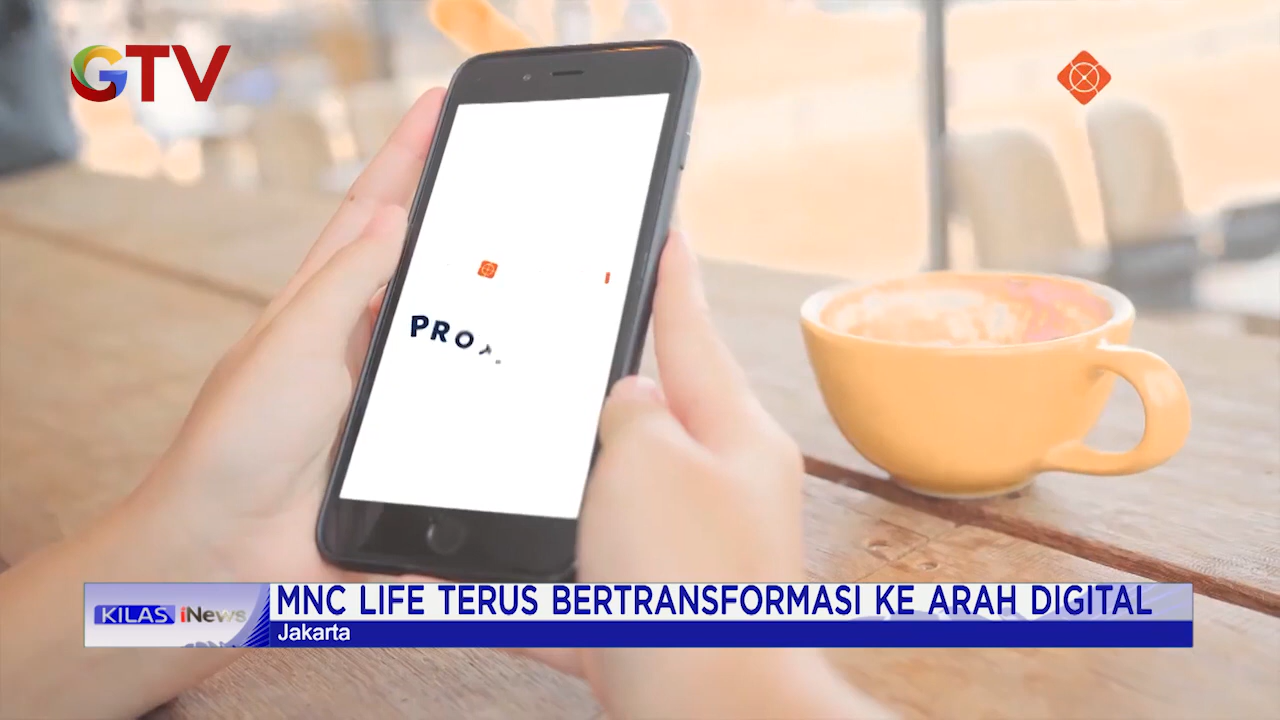 GTV
PRO
KILAS iNews
MNC LIFE TERUS BERTRANSFORMASI KE ARAH DIGITAL
Jakarta